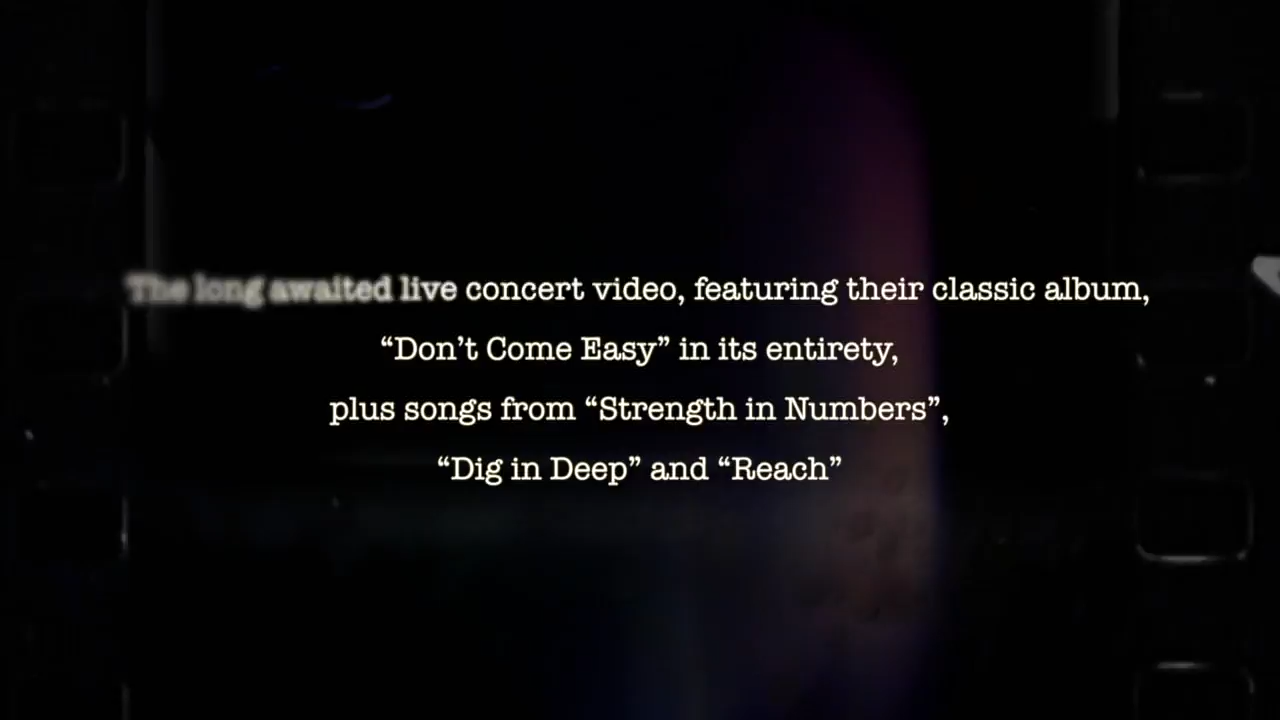 The long awaited live concert video, featuring their classic album,
“Don’t Come Easy” in its entirety,
plus songs from “Strength in Numbers”,
“Dig in Deep” and “Reach”